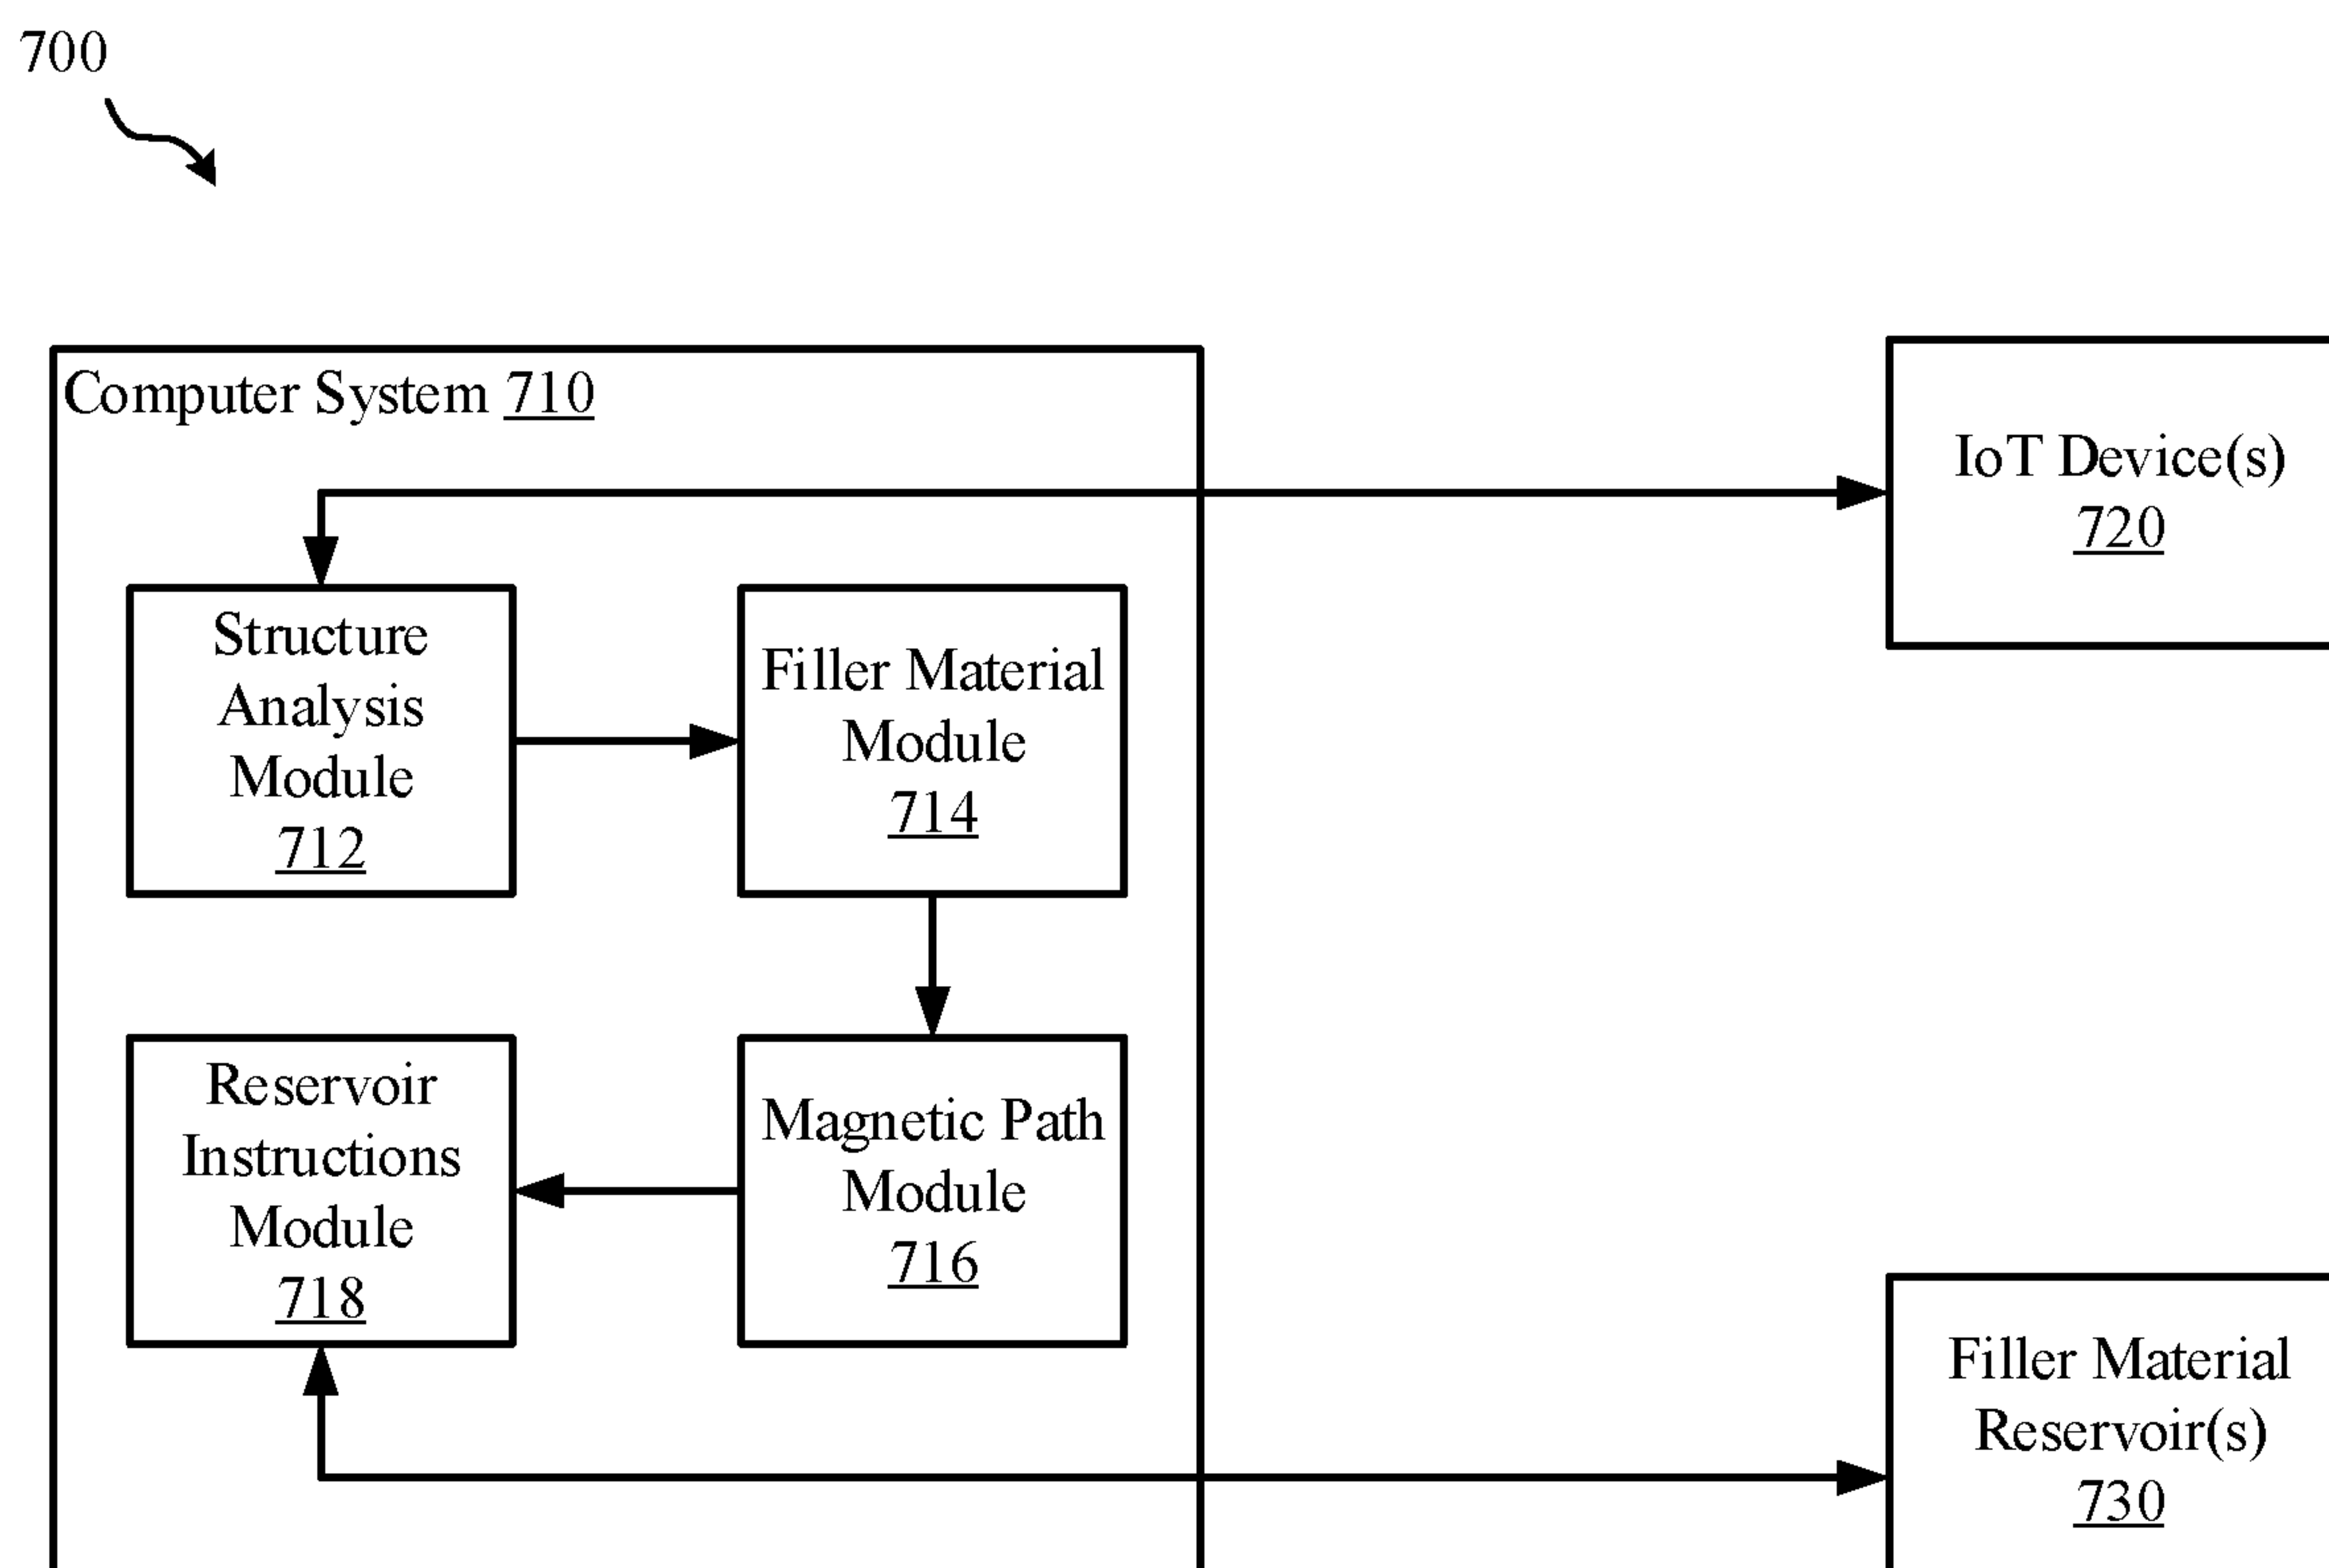 700
Computer System 710
IoT Device(s)
720
Structure
Analysis
Module
712
Filler Material
Module
714
Reservoir
Instructions
Module
718
Magnetic Path
Module
716
Filler Material
Reservoir(s)
730